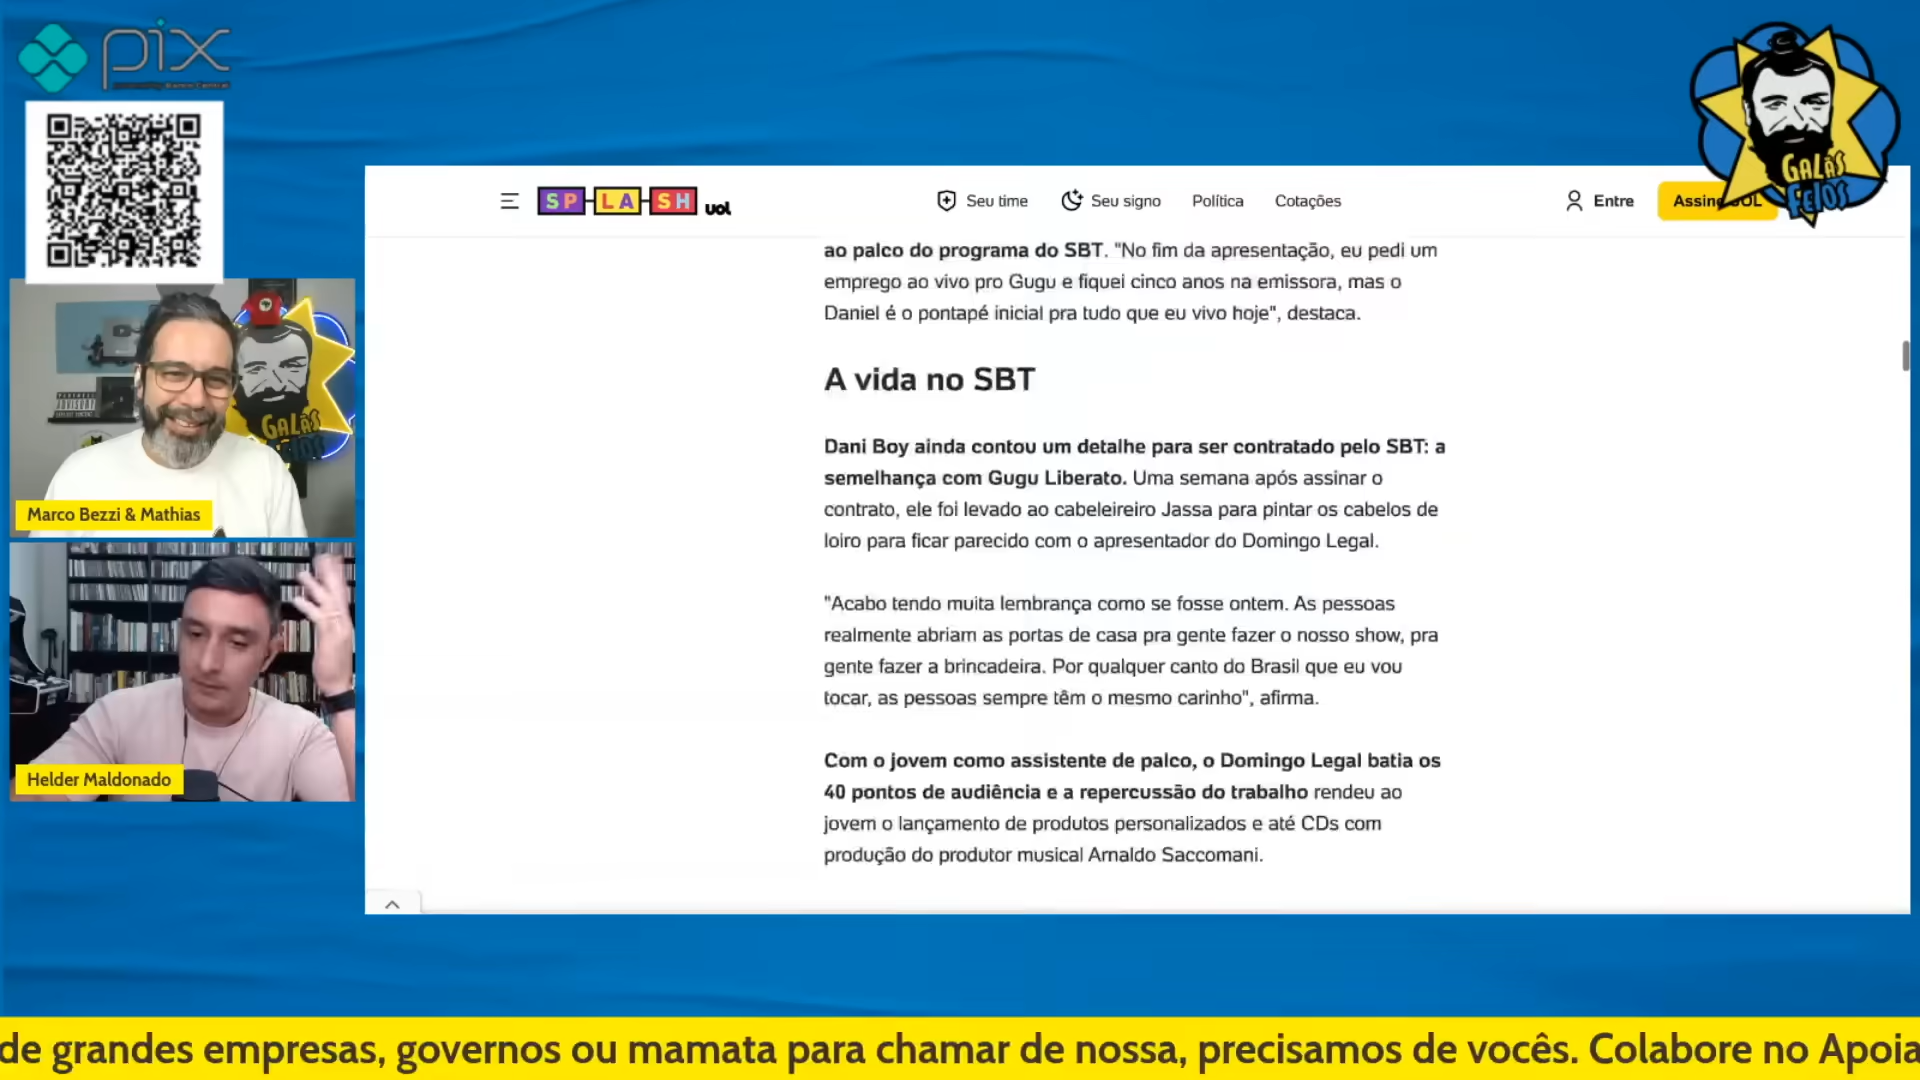 pix
SPLASH uol
Seu time
Seu signo
Política
Cotações
Entre
Assine UOL
GALÃS
FEIOS
ao palco do programa do SBT. "No fim da apresentação, eu pedi um
emprego ao vivo pro Gugu e fiquei cinco anos na emissora, mas o
Daniel é o pontapé inicial pra tudo que eu vivo hoje", destaca.
A vida no SBT
Dani Boy ainda contou um detalhe para ser contratado pelo SBT: a
semelhança com Gugu Liberato. Uma semana após assinar o
contrato, ele foi levado ao cabeleireiro Jassa para pintar os cabelos de
loiro para ficar parecido com o apresentador do Domingo Legal.
"Acabo tendo muita lembrança como se fosse ontem. As pessoas
realmente abriam as portas de casa pra gente fazer o nosso show, pra
gente fazer a brincadeira. Por qualquer canto do Brasil que eu vou
tocar, as pessoas sempre têm o mesmo carinho", afirma.
Com o jovem como assistente de palco, o Domingo Legal batia os
40 pontos de audiência e a repercussão do trabalho rendeu ao
jovem o lançamento de produtos personalizados e até CDs com
produção do produtor musical Arnaldo Saccomani.
GALÃS
FEIOS
Marco Bezzi & Mathias
Helder Maldonado
de grandes empresas, governos ou mamata para chamar de nossa, precisamos de vocês. Colabore no Apoia